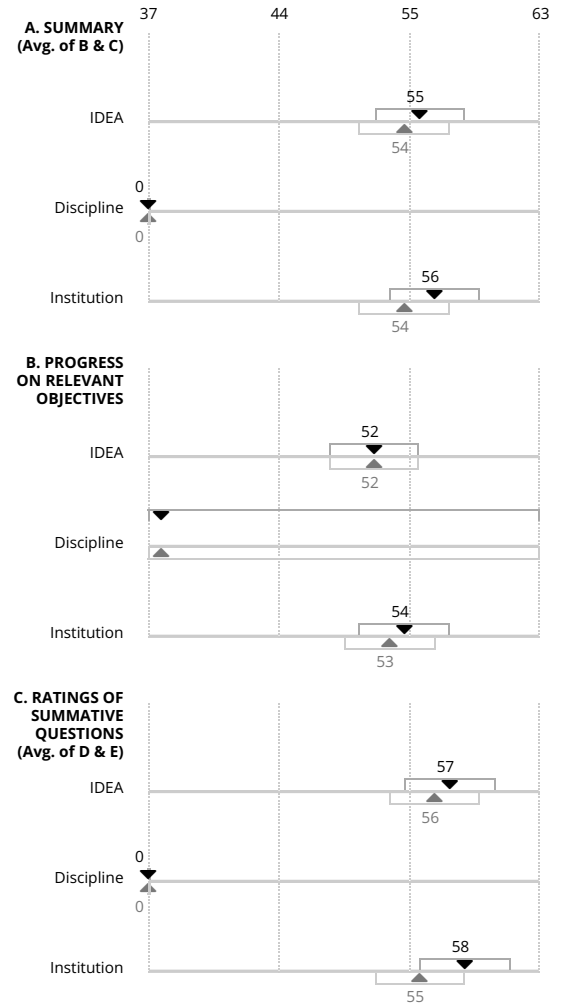 37 44 55 63
A. SUMMARY
(Avg. of B & C)
55
IDEA
54
0
Discipline
0
56
Institution
54
B. PROGRESS
ON RELEVANT
OBJECTIVES
52
IDEA
52
Discipline
54
Institution
53
C. RATINGS OF
SUMMATIVE
QUESTIONS
(Avg. of D & E)
57
IDEA
56
0
Discipline
0
58
Institution
55